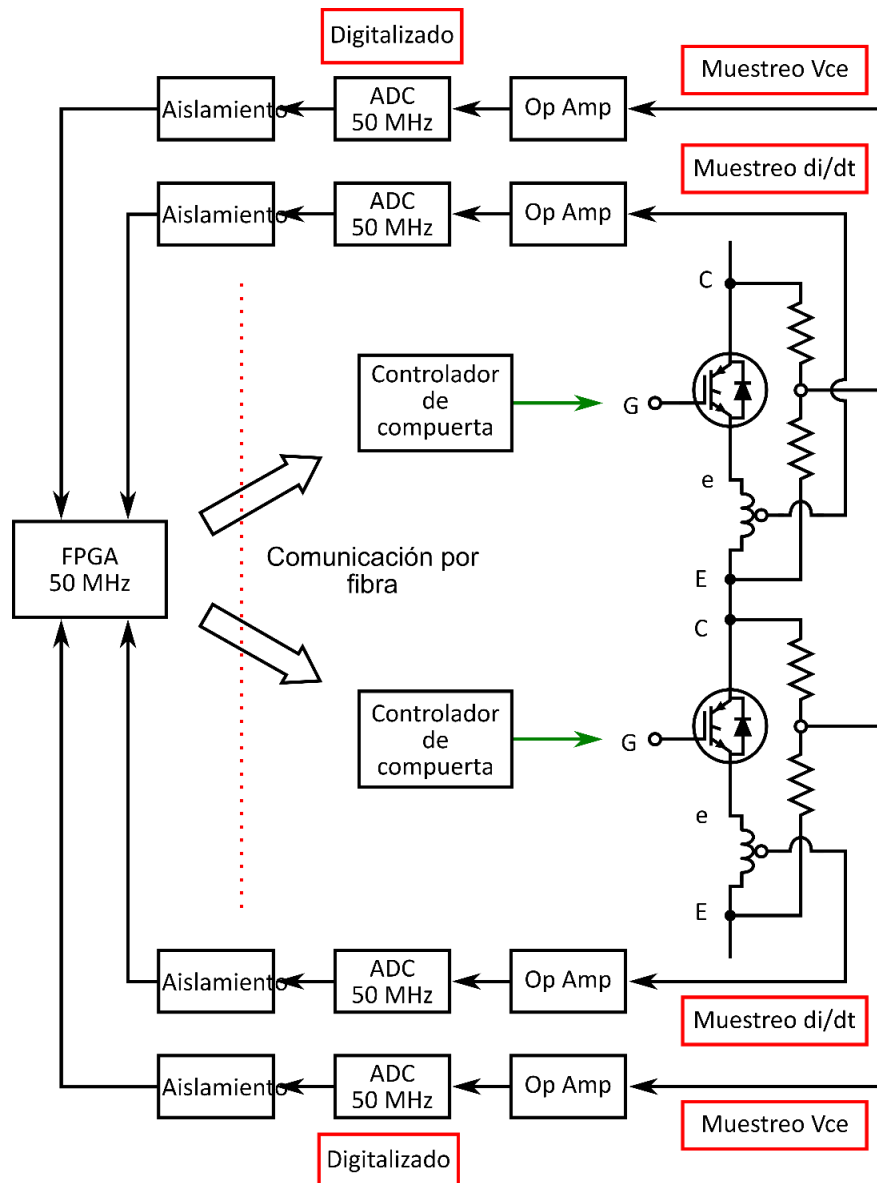 Digitalizado
Muestreo Vce
Aislamiento
ADC
50 MHz
Op Amp
Muestreo di/dt
Aislamiento
ADC
50 MHz
Op Amp
C
Controlador
de
compuerta
G
e
FPGA
50 MHz
Comunicación por
fibra
E
C
Controlador
de
compuerta
G
e
E
Aislamiento
ADC
50 MHz
Op Amp
Muestreo di/dt
Aislamiento
ADC
50 MHz
Op Amp
Muestreo Vce
Digitalizado